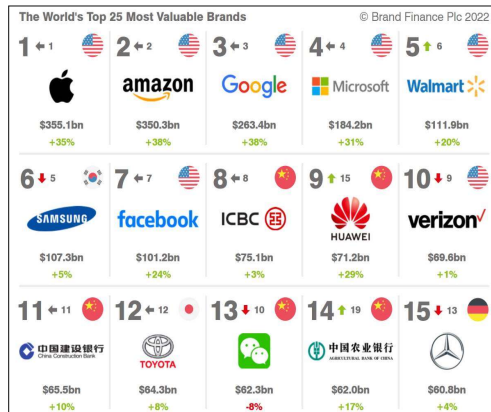 The World's Top 25 Most Valuable Brands
© Brand Finance Plc 2022
1 ← 1
2 ← 2
3 ← 3
4 ← 4
5 ↑ 6
amazon
Google
Microsoft
Walmart
$355.1bn
$350.3bn
$263.4bn
$184.2bn
$111.9bn
+35%
+38%
+38%
+31%
+20%
6 ↓ 5
7 ← 7
8 ← 8
9 ↑ 15
10 ↓ 9
SAMSUNG
facebook
ICBC
HUAWEI
verizon
$107.3bn
$101.2bn
$75.1bn
$71.2bn
$69.6bn
+5%
+24%
+3%
+29%
+1%
11 ← 11
12 ← 12
13 ↓ 10
14 ↑ 19
15 ↓ 13
中国建设银行
China Construction Bank
TOYOTA
中国农业银行
AGRICULTURAL BANK OF CHINA
$65.5bn
$64.3bn
$62.3bn
$62.0bn
$60.8bn
+10%
+8%
-8%
+17%
+4%